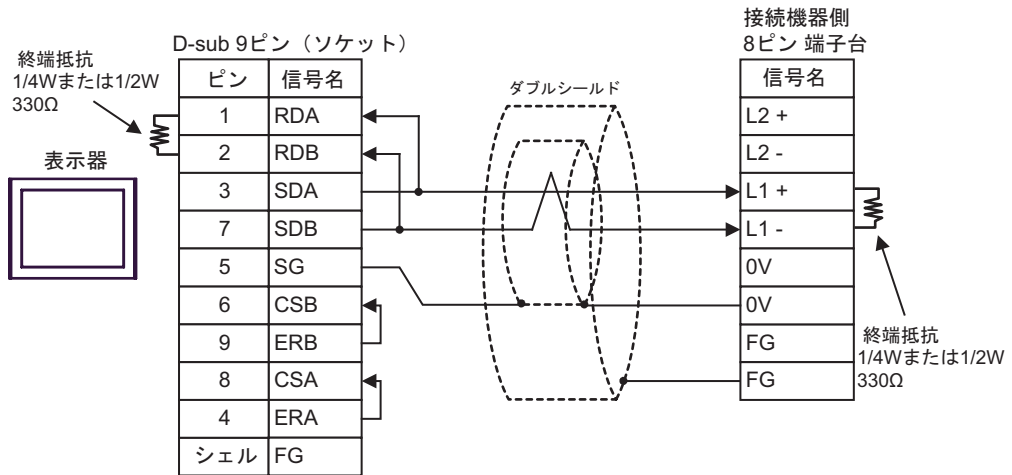 接続機器側
8ピン 端子台
D-sub 9ピン（ソケット）
終端抵抗
1/4Wまたは1/2W
330Ω
表示器
ピン 信号名
1 RDA
2 RDB
3 SDA
7 SDB
5 SG
6 CSB
9 ERB
8 CSA
4 ERA
シェル FG
ダブルシールド
信号名
L2 +
L2 -
L1 +
L1 -
0V
0V
FG
FG
終端抵抗
1/4Wまたは1/2W
330Ω